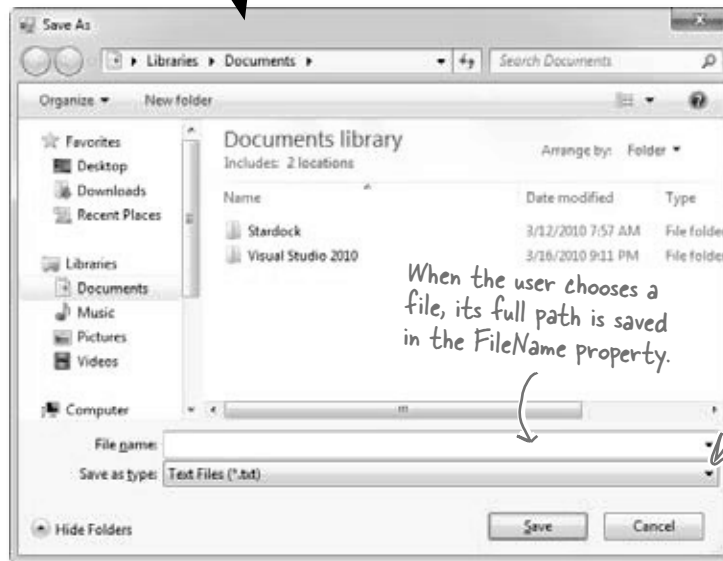 Save As
Libraries ▸ Documents ▸
Search Documents
Organize ▾ New folder
Favorites
Desktop
Downloads
Recent Places
Libraries
Documents
Music
Pictures
Videos
Computer
Documents library
Includes: 2 locations
Arrange by: Folder ▾
Name Date modified Type
Stardock 3/12/2010 7:57 AM File folder
Visual Studio 2010 3/16/2010 9:11 PM File folder
When the user chooses a
file, its full path is saved
in the FileName property.
File name:
Save as type: Text Files (*.txt)
Hide Folders
Save Cancel